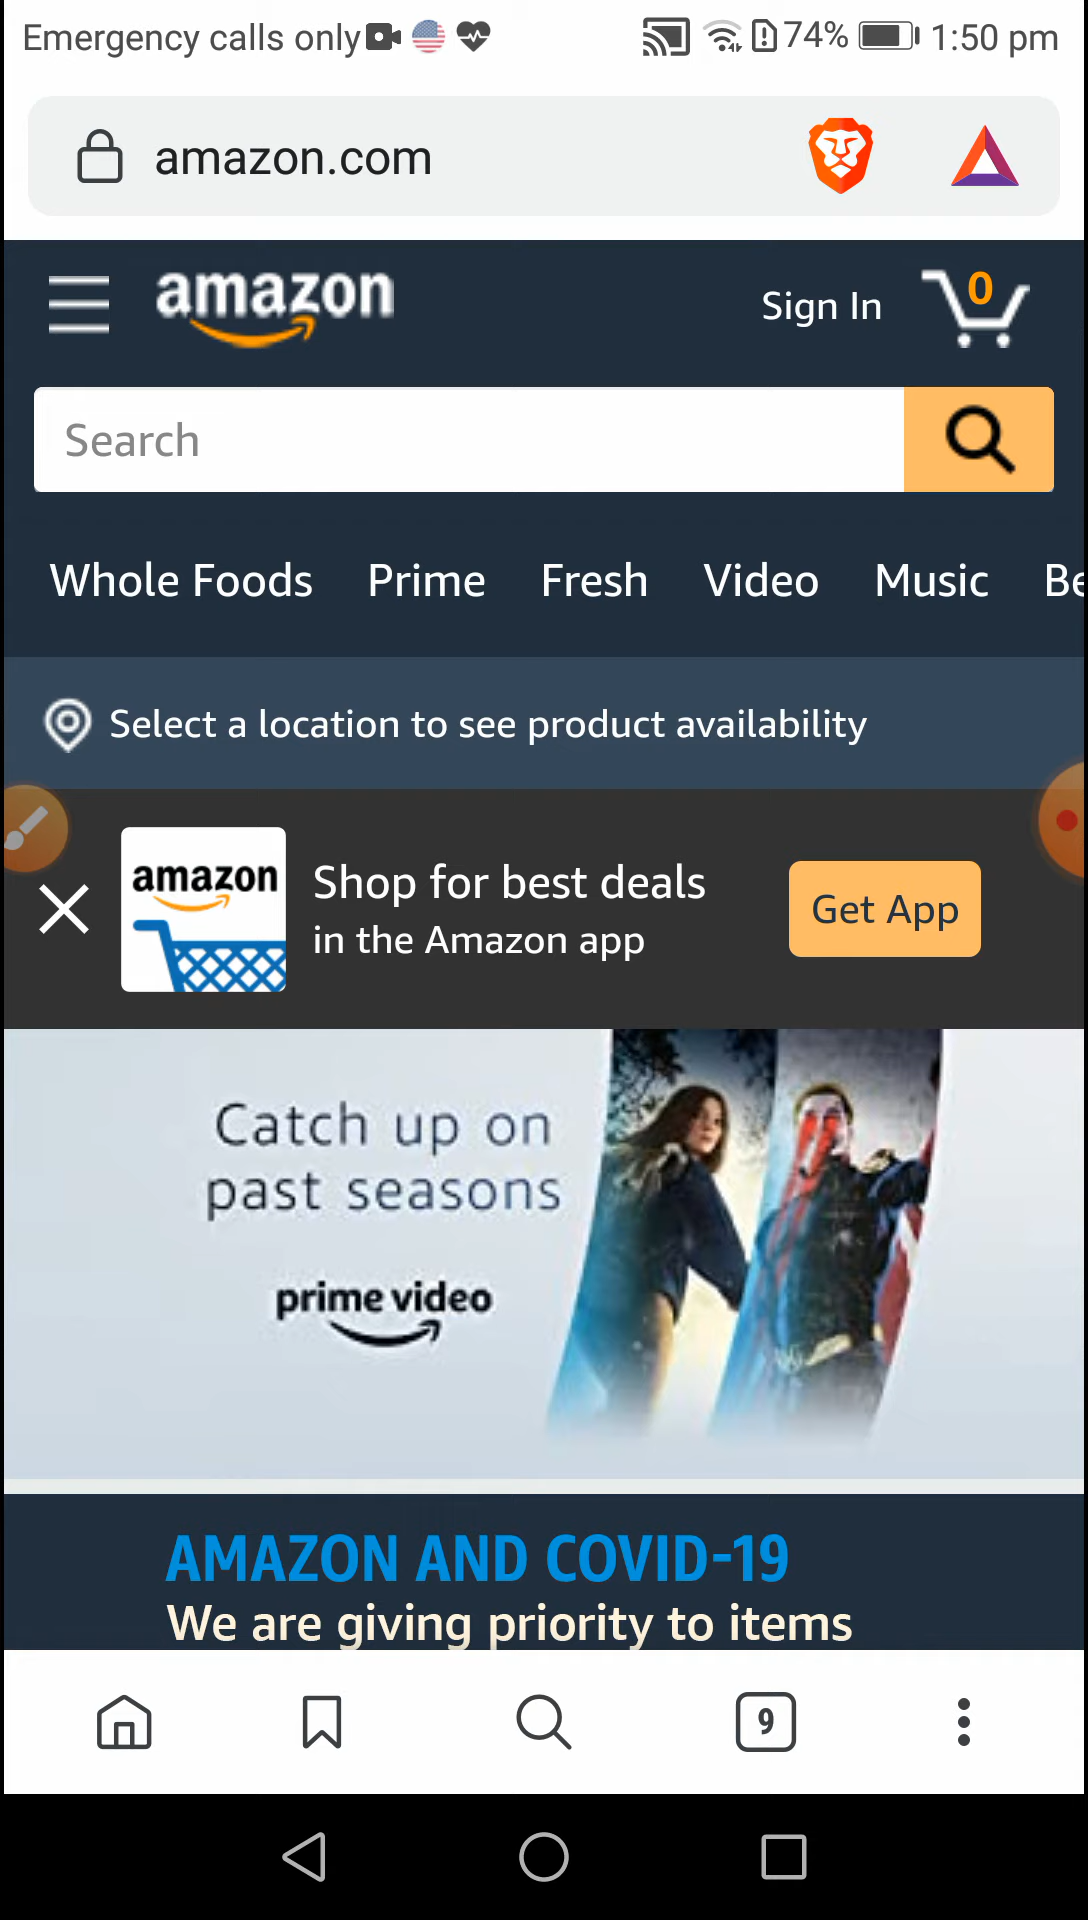 Emergency calls only 74% 1:50 pm
amazon.com
amazon Sign In 0
Search
Whole Foods Prime Fresh Video Music Be
Select a location to see product availability
amazon
Shop for best deals
in the Amazon app
Get App
Catch up on
past seasons
prime video
AMAZON AND COVID-19
We are giving priority to items
9